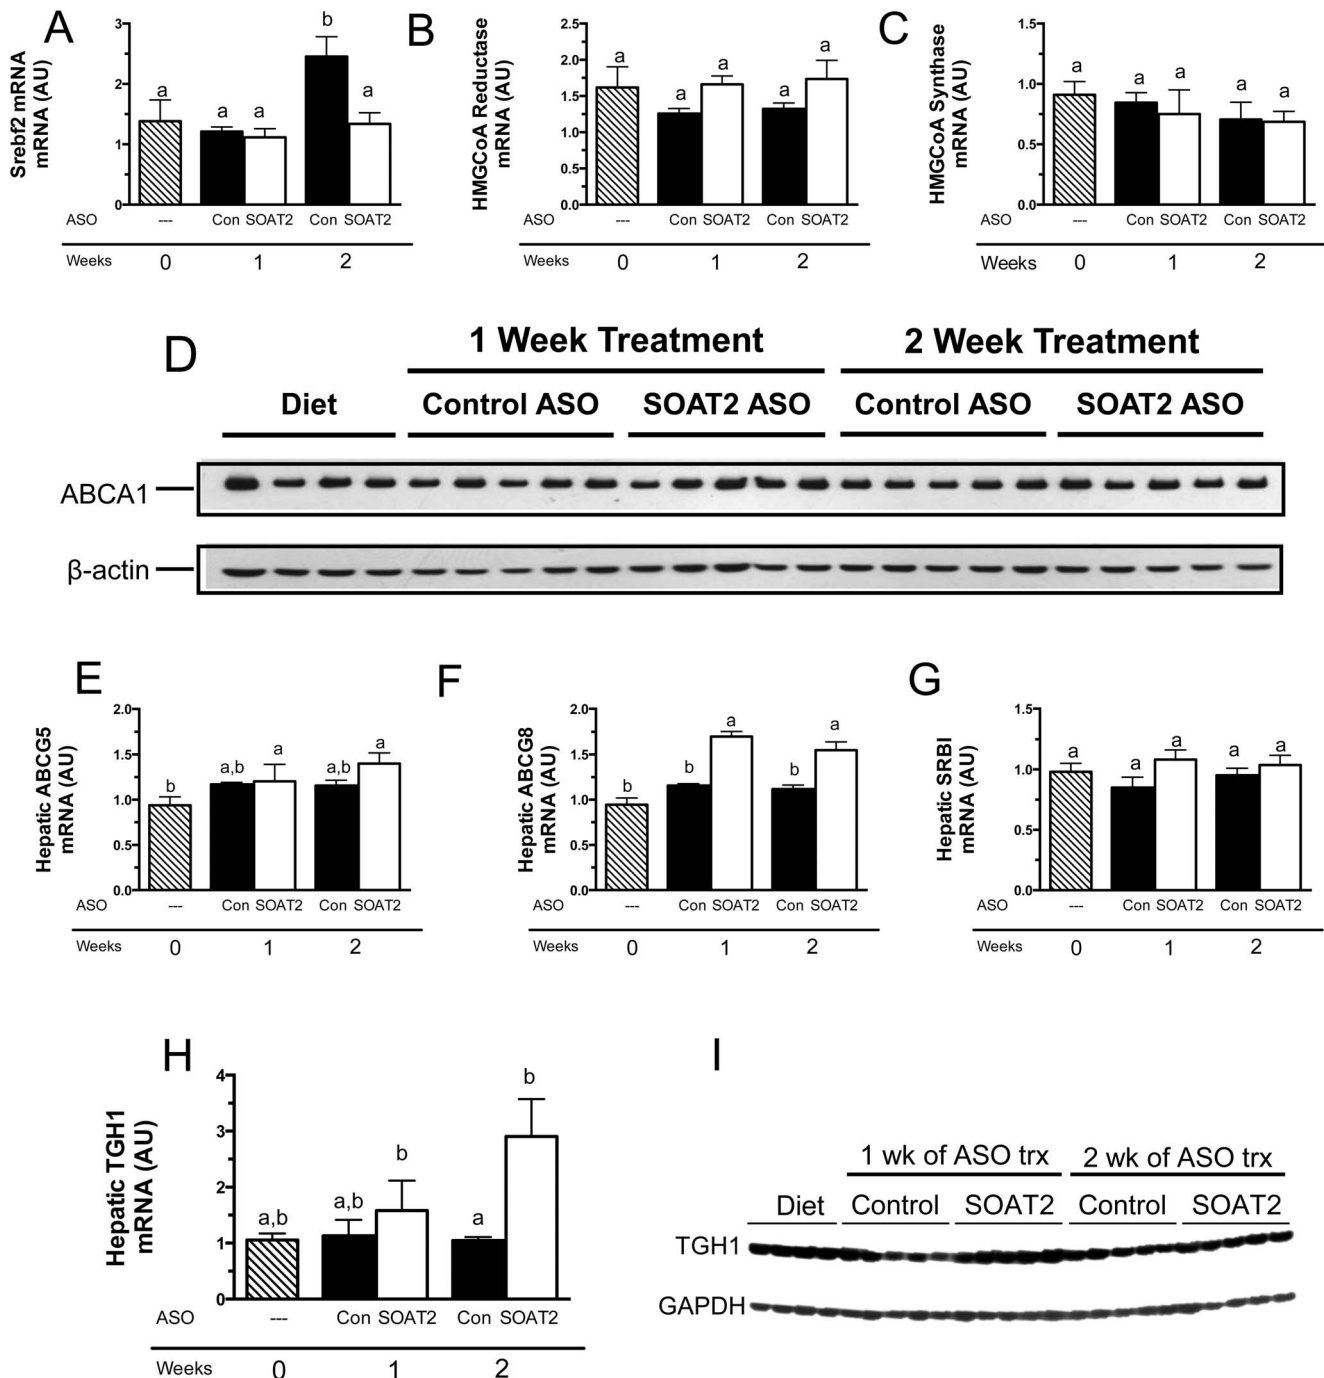 A
Srebf2 mRNA
mRNA (AU)
3
2
1
0
a
a
a
b
a
ASO
---
Con SOAT2
Con SOAT2
Weeks
0
1
2
B
HMGCoA Reductase
mRNA (AU)
2.5
2.0
1.5
1.0
0.5
0.0
a
a
a
a
a
ASO
---
Con SOAT2
Con SOAT2
Weeks
0
1
2
C
HMGCoA Synthase
mRNA (AU)
1.5
1.0
0.5
0.0
a
a
a
a
a
ASO
---
Con SOAT2
Con SOAT2
Weeks
0
1
2
D
1 Week Treatment
2 Week Treatment
Diet
Control ASO
SOAT2 ASO
Control ASO
SOAT2 ASO
ABCA1
β-actin
E
Hepatic ABCG5
mRNA (AU)
2.0
1.5
1.0
0.5
0.0
b
a,b
a
a,b
a
ASO
---
Con SOAT2
Con SOAT2
Weeks
0
1
2
F
Hepatic ABCG8
mRNA (AU)
2.0
1.5
1.0
0.5
0.0
b
b
a
b
a
ASO
---
Con SOAT2
Con SOAT2
Weeks
0
1
2
G
Hepatic SRBI
mRNA (AU)
1.5
1.0
0.5
0.0
a
a
a
a
a
ASO
---
Con SOAT2
Con SOAT2
Weeks
0
1
2
H
Hepatic TGH1
mRNA (AU)
4
3
2
1
0
a,b
a,b
b
a
b
ASO
---
Con SOAT2
Con SOAT2
Weeks
0
1
2
I
1 wk of ASO trx
2 wk of ASO trx
Diet
Control
SOAT2
Control
SOAT2
TGH1
GAPDH